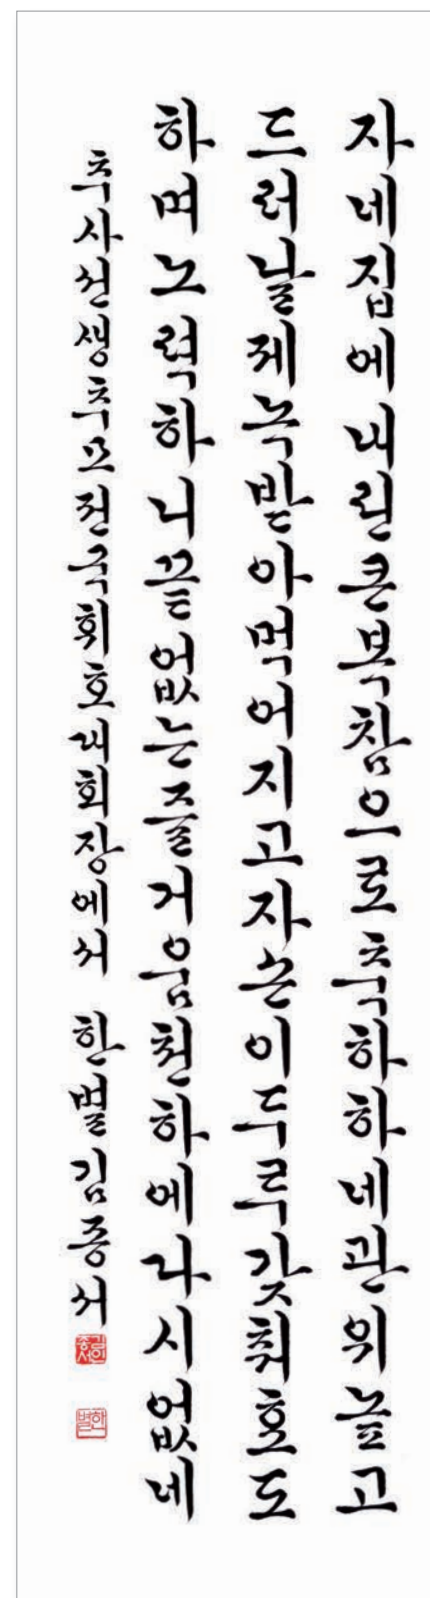 자네집에내린큰복참으로축하하네관위높고
드러날제녹받아먹어지고자손이두루갖춰효도
하며노력하니끝없는즐거움천하에다시없네
추사선생추모전국휘호대회장에서 한별김종서
한별